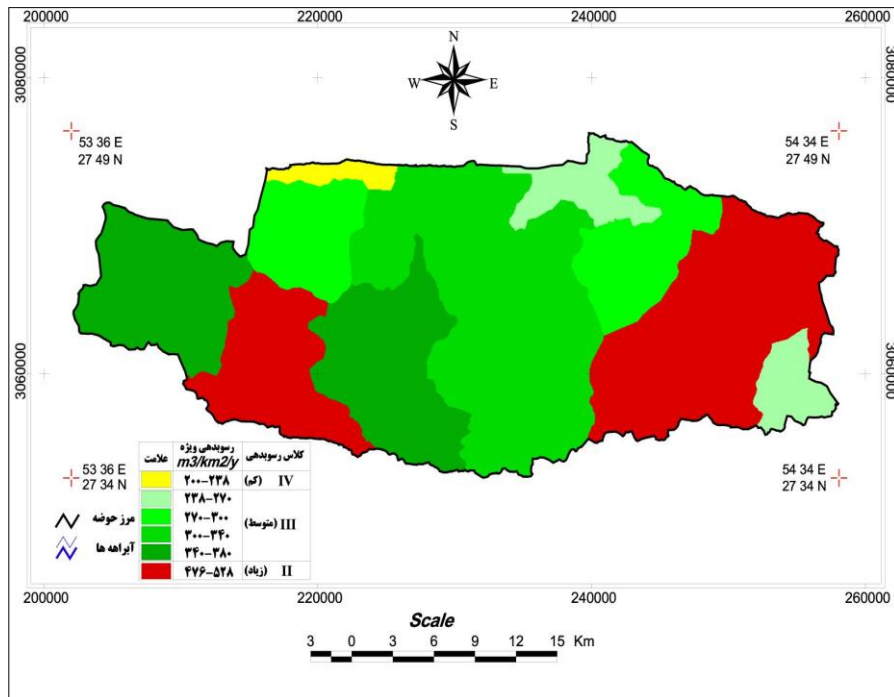 200000 220000 240000 260000
3080000 3080000
N
W E
S
53 36 E
27 49 N
54 34 E
27 49 N
3060000 3060000
علامت رسوبدهی ویژه کلاس رسوبدهی
m3/km2/y
۲۰۰-۲۳۸ IV (کم)
۲۳۸-۲۷۰
۲۷۰-۳۰۰
III (متوسط)
۳۰۰-۳۴۰
۳۴۰-۳۸۰
۴۷۶-۵۲۸ II (زیاد)
مرز حوضه
آبراهه ها
53 36 E
27 34 N
54 34 E
27 34 N
200000 220000 240000 260000
Scale
3 0 3 6 9 12 15 Km